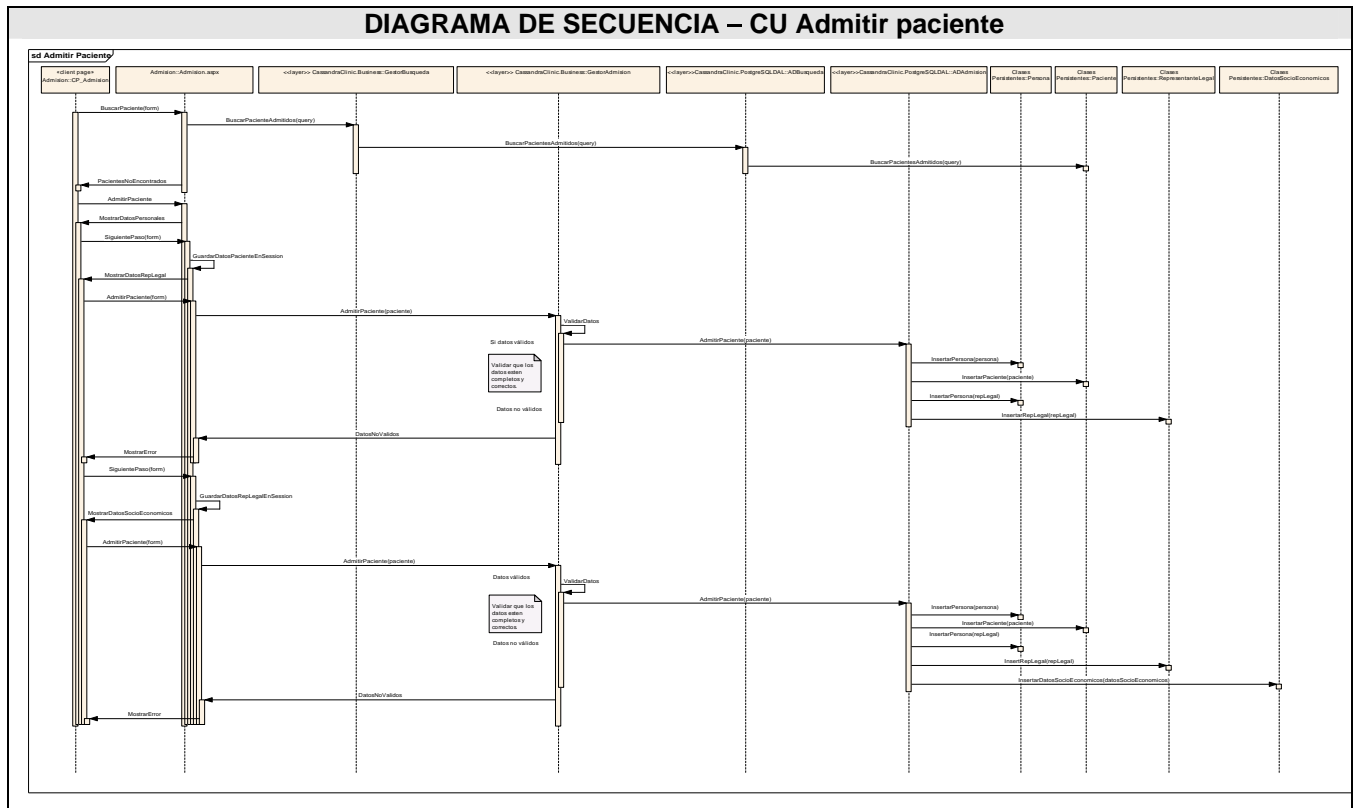 DIAGRAMA DE SECUENCIA – CU Admitir paciente
sd Admitir Paciente
«client page»
Admision::CP_Admision
Admision::Admision.aspx
<<layer>> CassandraClinic.Business::GestorBusqueda
<<layer>> CassandraClinic.Business::GestorAdmision
<<layer>>CassandraClinic.PostgreSQLDAL::ADBusqueda
<<layer>>CassandraClinic.PostgreSQLDAL::ADAdmision
Clases
Persistentes::Persona
Clases
Persistentes::Paciente
Clases
Persistentes::RepresentanteLegal
Clases
Persistentes::DatosSocioEconomicos
BuscarPaciente(form)
BuscarPacienteAdmitidos(query)
BuscarPacientesAdmitidos(query)
BuscarPacientesAdmitidos(query)
PacientesNoEncontrados
AdmitirPaciente
MostrarDatosPersonales
SiguientePaso(form)
GuardarDatosPacienteEnSession
MostrarDatosRepLegal
AdmitirPaciente(form)
AdmitirPaciente(paciente)
ValidarDatos
Si datos válidos
AdmitirPaciente(paciente)
Validar que los
datos esten
completos y
correctos.
InsertarPersona(persona)
InsertarPaciente(paciente)
InsertarPersona(repLegal)
Datos no válidos
InsertarRepLegal(repLegal)
DatosNoValidos
MostrarError
SiguientePaso(form)
GuardarDatosRepLegalEnSession
MostrarDatosSocioEconomicos
AdmitirPaciente(form)
AdmitirPaciente(paciente)
Datos válidos
ValidarDatos
AdmitirPaciente(paciente)
Validar que los
datos esten
completos y
correctos.
InsertarPersona(persona)
InsertarPaciente(paciente)
InsertarPersona(repLegal)
Datos no válidos
InsertRepLegal(repLegal)
InsertarDatosSocioEconomicos(datosSocioEconomicos)
DatosNoValidos
MostrarError